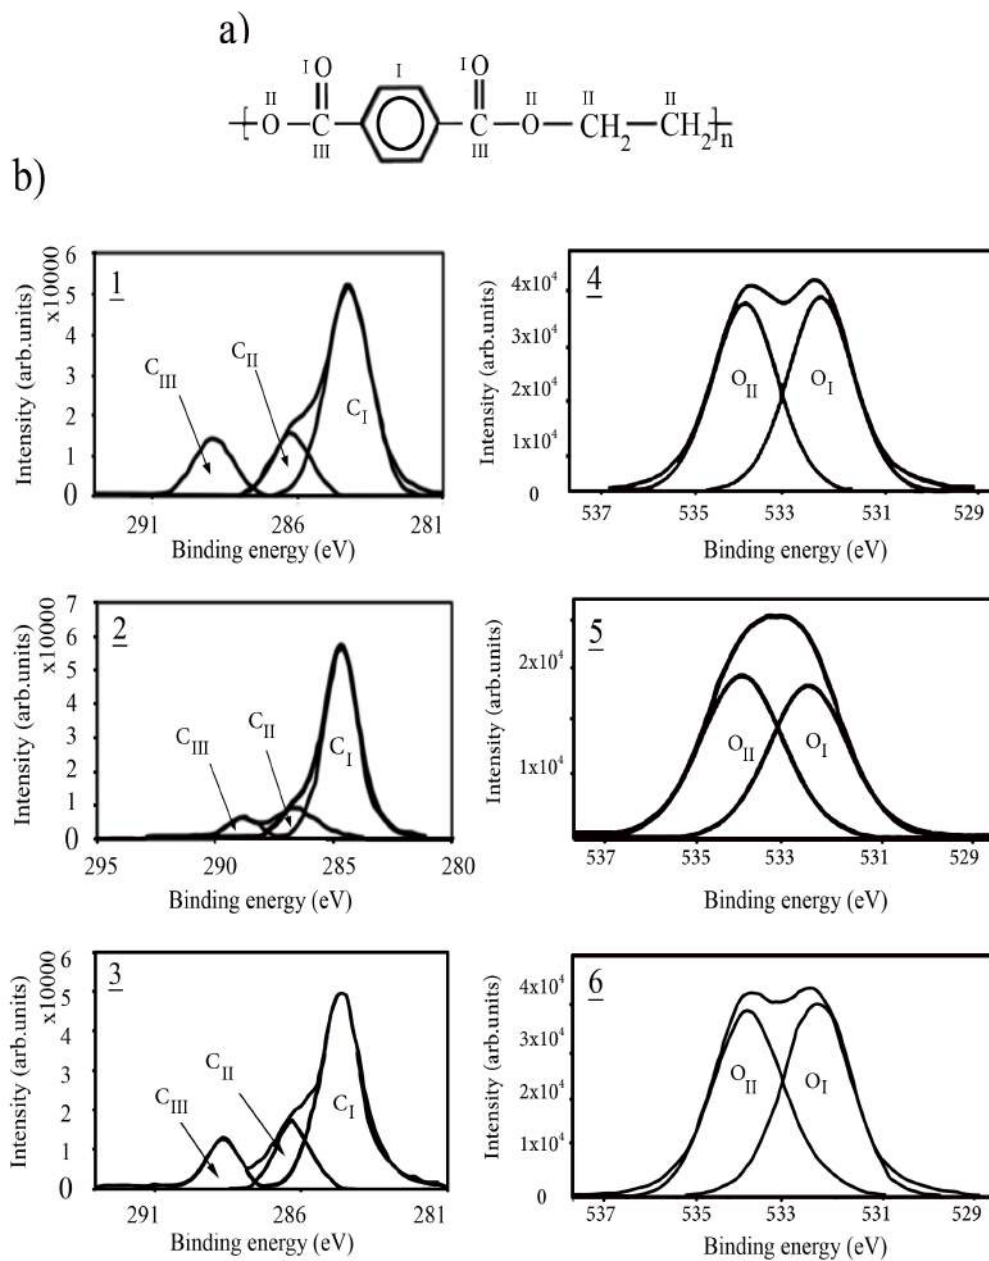 a)
I O I I O
II II II II
[ O C C O CH2 CH2 ]n
III III
b)
1
Intensity (arb.units)
x10000
6
5
4
3
2
1
0
CIII
CII
CI
291 286 281
Binding energy (eV)
4
Intensity (arb.units)
4x10^4
3x10^4
2x10^4
1x10^4
0
OII OI
537 535 533 531 529
Binding energy (eV)
2
Intensity (arb.units)
x10000
7
6
5
4
3
2
1
0
CIII
CII
CI
295 290 285 280
Binding energy (eV)
5
Intensity (arb.units)
2x10^4
1x10^4
OII OI
537 535 533 531 529
Binding energy (eV)
3
Intensity (arb.units)
x10000
6
5
4
3
2
1
0
CIII
CII
CI
291 286 281
Binding energy (eV)
6
Intensity (arb.units)
4x10^4
3x10^4
2x10^4
1x10^4
0
OII OI
537 535 533 531 529
Binding energy (eV)